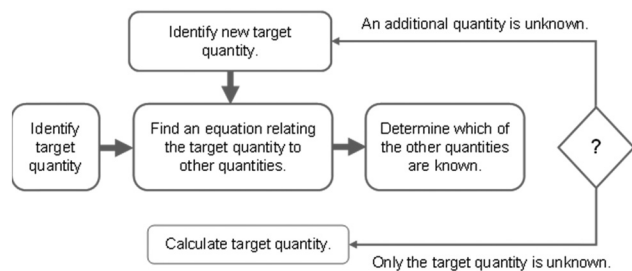 Identify new target
quantity.
An additional quantity is unknown.
Identify
target
quantity
Find an equation relating
the target quantity to
other quantities.
Determine which of
the other quantities
are known.
?
Calculate target quantity.
Only the target quantity is unknown.